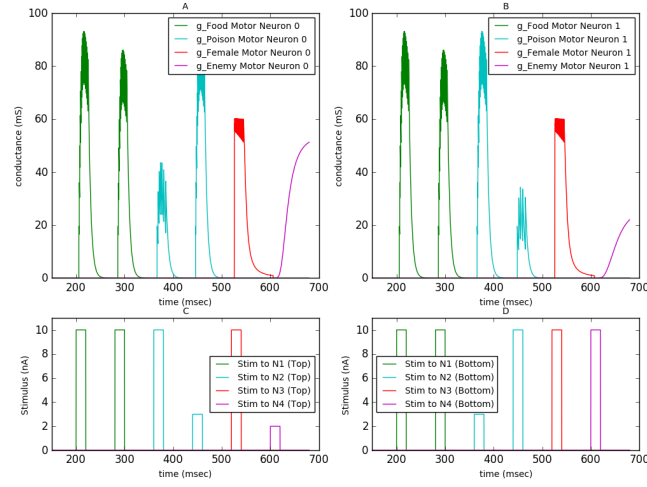 A
g_Food Motor Neuron 0
g_Poison Motor Neuron 0
g_Female Motor Neuron 0
g_Enemy Motor Neuron 0
conductance (mS)
100
80
60
40
20
0
200 300 400 500 600 700
time (msec)
B
g_Food Motor Neuron 1
g_Poison Motor Neuron 1
g_Female Motor Neuron 1
g_Enemy Motor Neuron 1
conductance (mS)
100
80
60
40
20
0
200 300 400 500 600 700
time (msec)
C
Stim to N1 (Top)
Stim to N2 (Top)
Stim to N3 (Top)
Stim to N4 (Top)
Stimulus (nA)
10
8
6
4
2
0
200 300 400 500 600 700
time (msec)
D
Stim to N1 (Bottom)
Stim to N2 (Bottom)
Stim to N3 (Bottom)
Stim to N4 (Bottom)
Stimulus (nA)
10
8
6
4
2
0
200 300 400 500 600 700
time (msec)